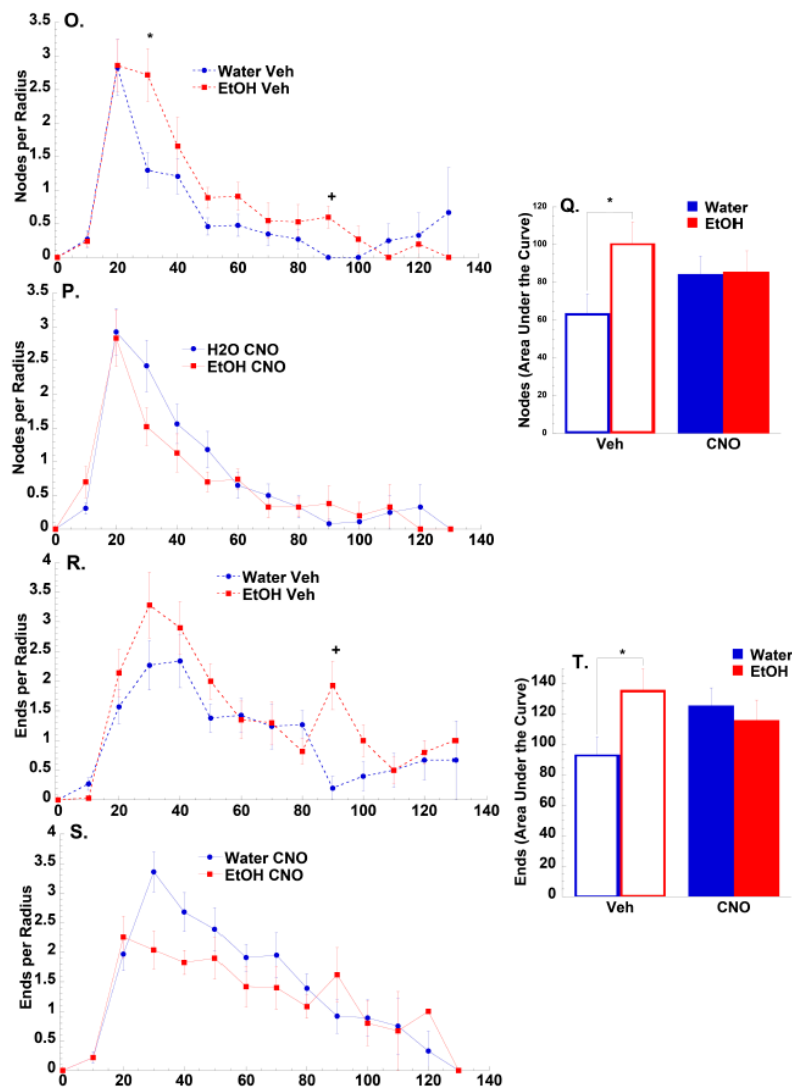 O.
*
Water Veh
EtOH Veh
+
Nodes per Radius
3.5
3
2.5
2
1.5
1
0.5
0
0 20 40 60 80 100 120 140
P.
H2O CNO
EtOH CNO
Nodes per Radius
3.5
3
2.5
2
1.5
1
0.5
0
0 20 40 60 80 100 120 140
Q.
*
Water
EtOH
Nodes (Area Under the Curve)
120
100
80
60
40
20
0
Veh CNO
R.
Water Veh
EtOH Veh
+
Ends per Radius
4
3.5
3
2.5
2
1.5
1
0.5
0
0 20 40 60 80 100 120 140
S.
Water CNO
EtOH CNO
Ends per Radius
4
3.5
3
2.5
2
1.5
1
0.5
0
0 20 40 60 80 100 120 140
T.
*
Water
EtOH
Ends (Area Under the Curve)
140
120
100
80
60
40
20
0
Veh CNO